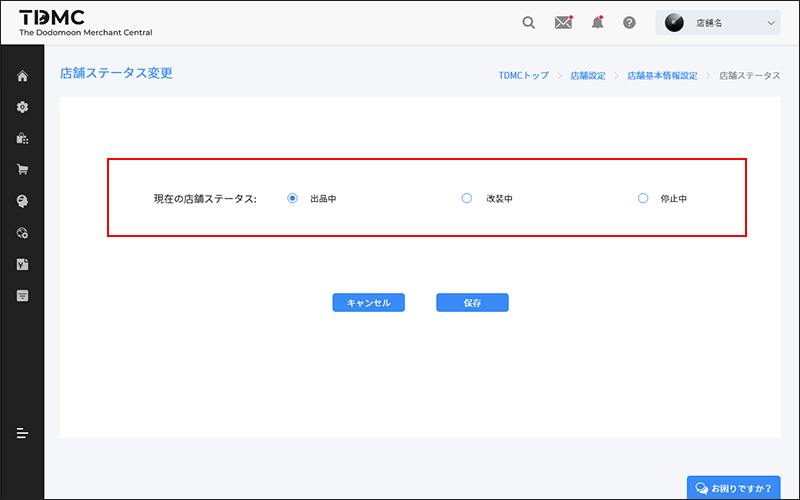 TDMC
The Dodomoon Merchant Central
店舗名
店舗ステータス変更
TDMCトップ > 店舗設定 > 店舗基本情報設定 > 店舗ステータス
現在の店舗ステータス: 出品中 改装中 停止中
キャンセル 保存
お困りですか？